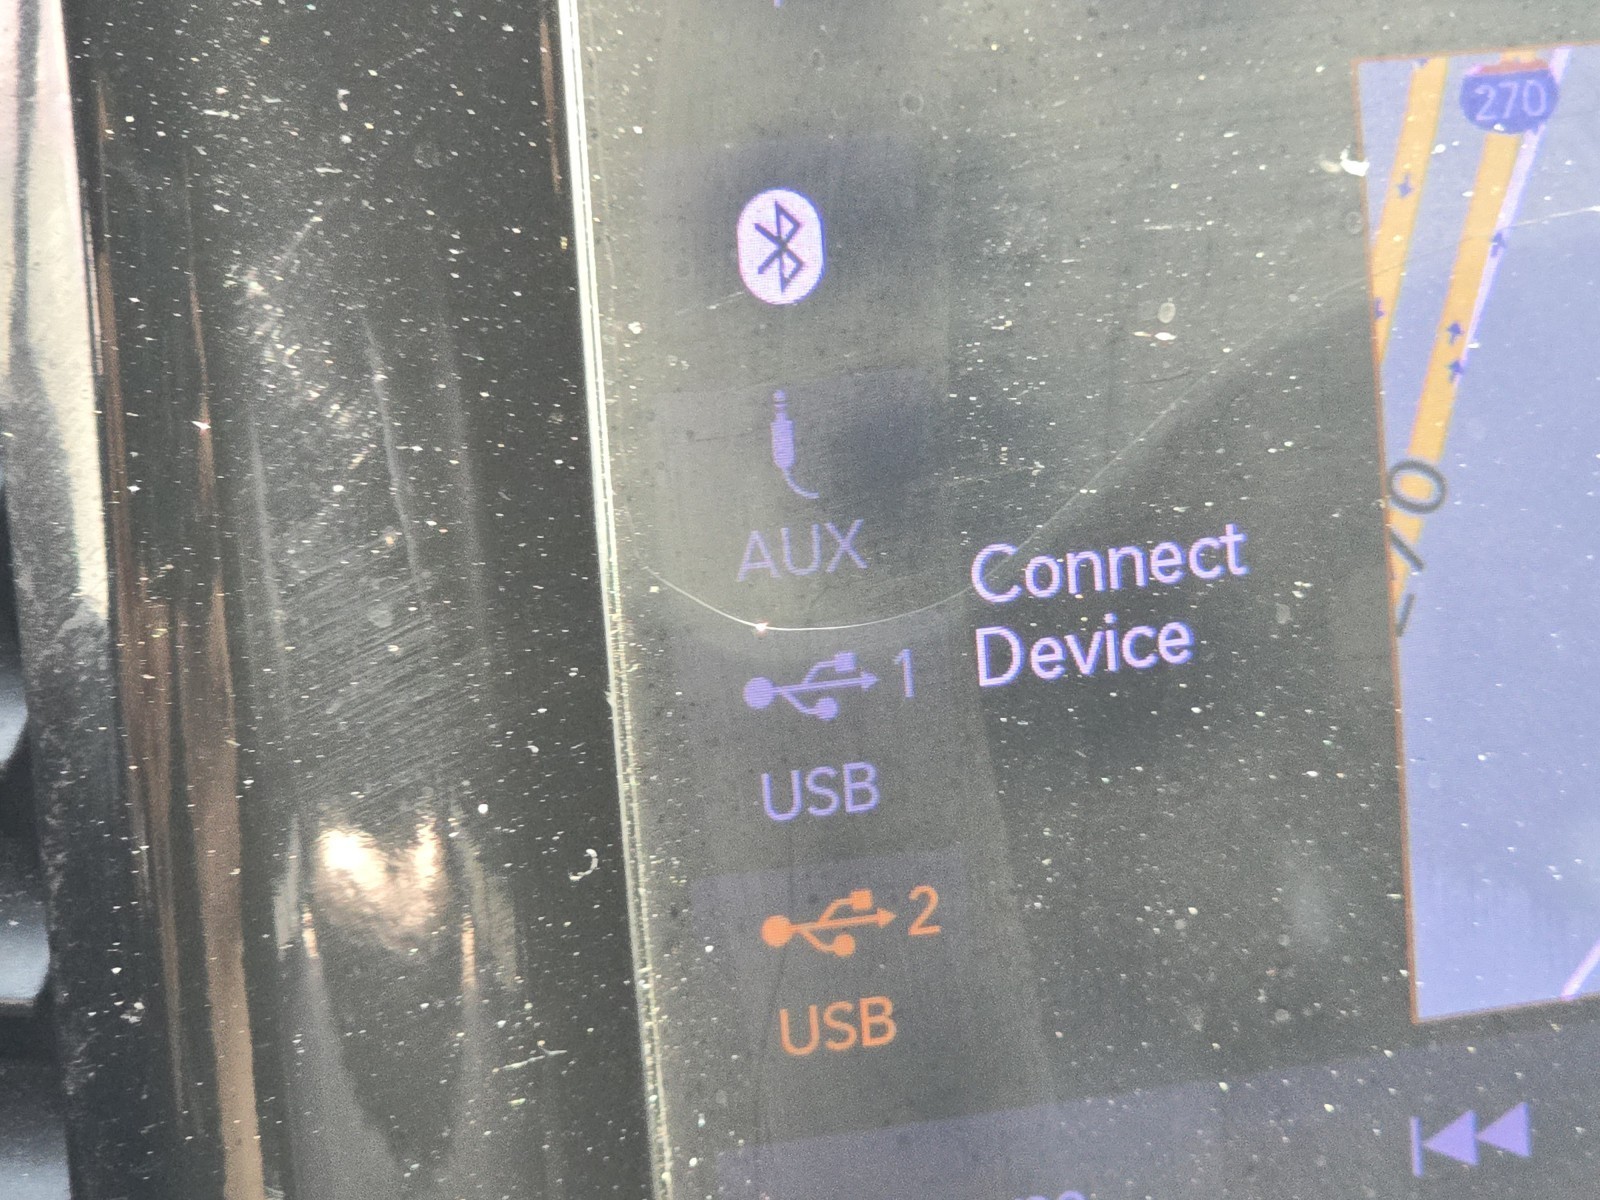 270
AUX
Connect
Device
1
USB
2
USB